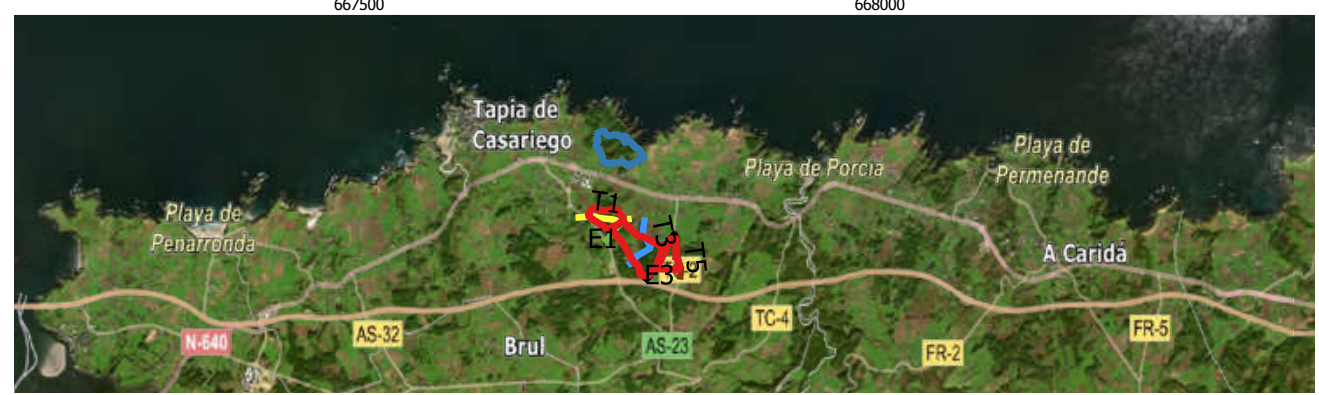 667500
668000
Tapia de
Casariego
Playa de Porcia
Playa de
Permenande
Playa de
Penarronda
T1
E1
T3
T5
E3
A Caridá
N-640
AS-32
Brul
AS-23
TC-4
FR-2
FR-5